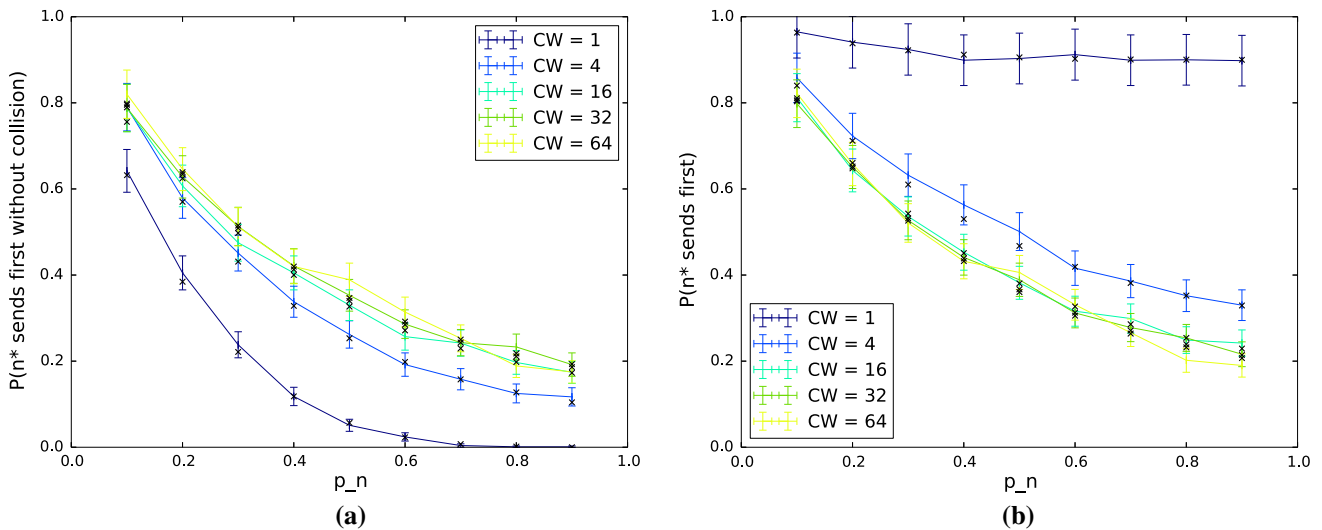 1.0
0.8
0.6
0.4
0.2
0.0
P(n* sends first without collision)
CW = 1
CW = 4
CW = 16
CW = 32
CW = 64
0.0 0.2 0.4 0.6 0.8 1.0
p_n
(a)
1.0
0.8
0.6
0.4
0.2
0.0
P(n* sends first)
CW = 1
CW = 4
CW = 16
CW = 32
CW = 64
0.0 0.2 0.4 0.6 0.8 1.0
p_n
(b)